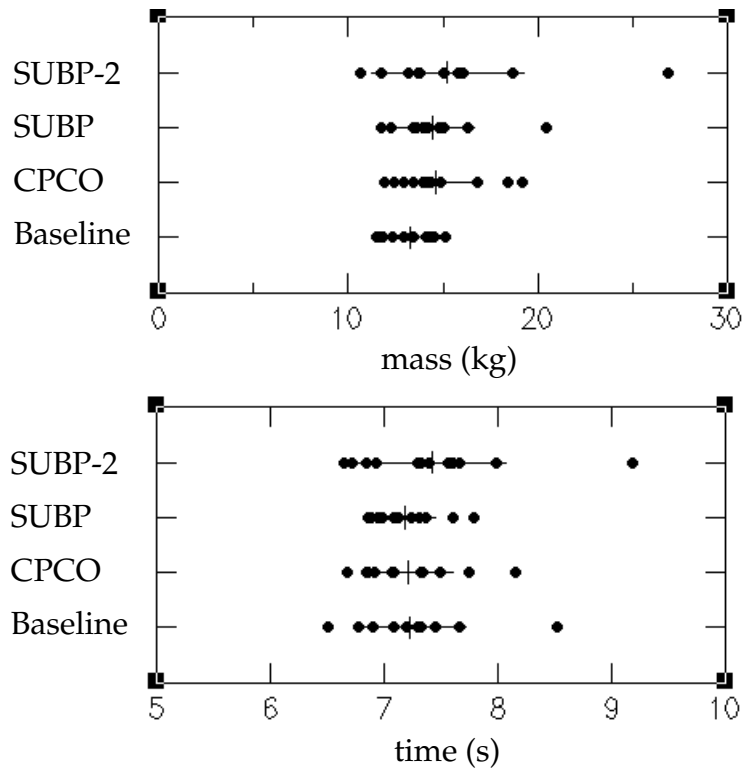 SUBP-2
SUBP
CPCO
Baseline
0 10 20 30
mass (kg)
SUBP-2
SUBP
CPCO
Baseline
5 6 7 8 9 10
time (s)